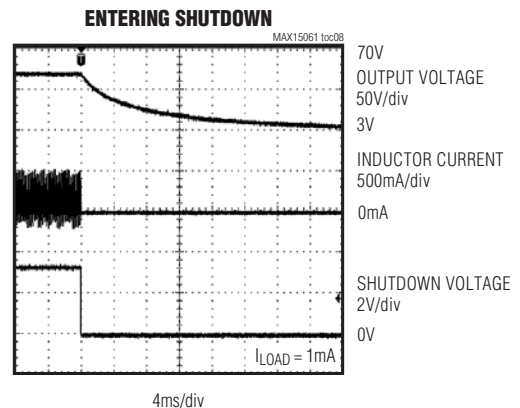 ENTERING SHUTDOWN
MAX15061 toc08
70V
OUTPUT VOLTAGE
50V/div
3V
INDUCTOR CURRENT
500mA/div
0mA
SHUTDOWN VOLTAGE
2V/div
0V
ILOAD = 1mA
4ms/div